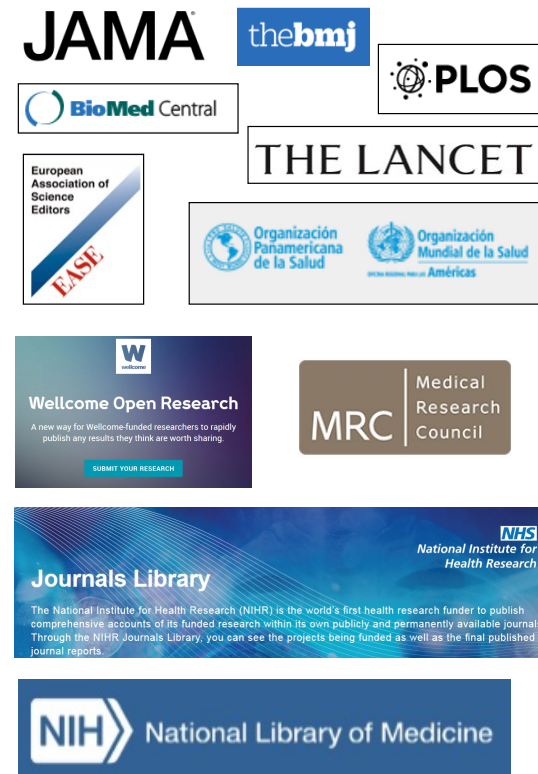 JAMA
thebmj
PLOS
BioMed Central
THE LANCET
European
Association of
Science
Editors
EASE
Organización
Panamericana
de la Salud
Organización
Mundial de la Salud
OFICINA REGIONAL PARA LAS Américas
W
wellcome
Wellcome Open Research
A new way for Wellcome-funded researchers to rapidly
publish any results they think are worth sharing.
SUBMIT YOUR RESEARCH
MRC
Medical
Research
Council
NHS
National Institute for
Health Research
Journals Library
The National Institute for Health Research (NIHR) is the world's first health research funder to publish
comprehensive accounts of its funded research within its own publicly and permanently available journals
Through the NIHR Journals Library, you can see the projects being funded as well as the final published
journal reports.
NIH National Library of Medicine